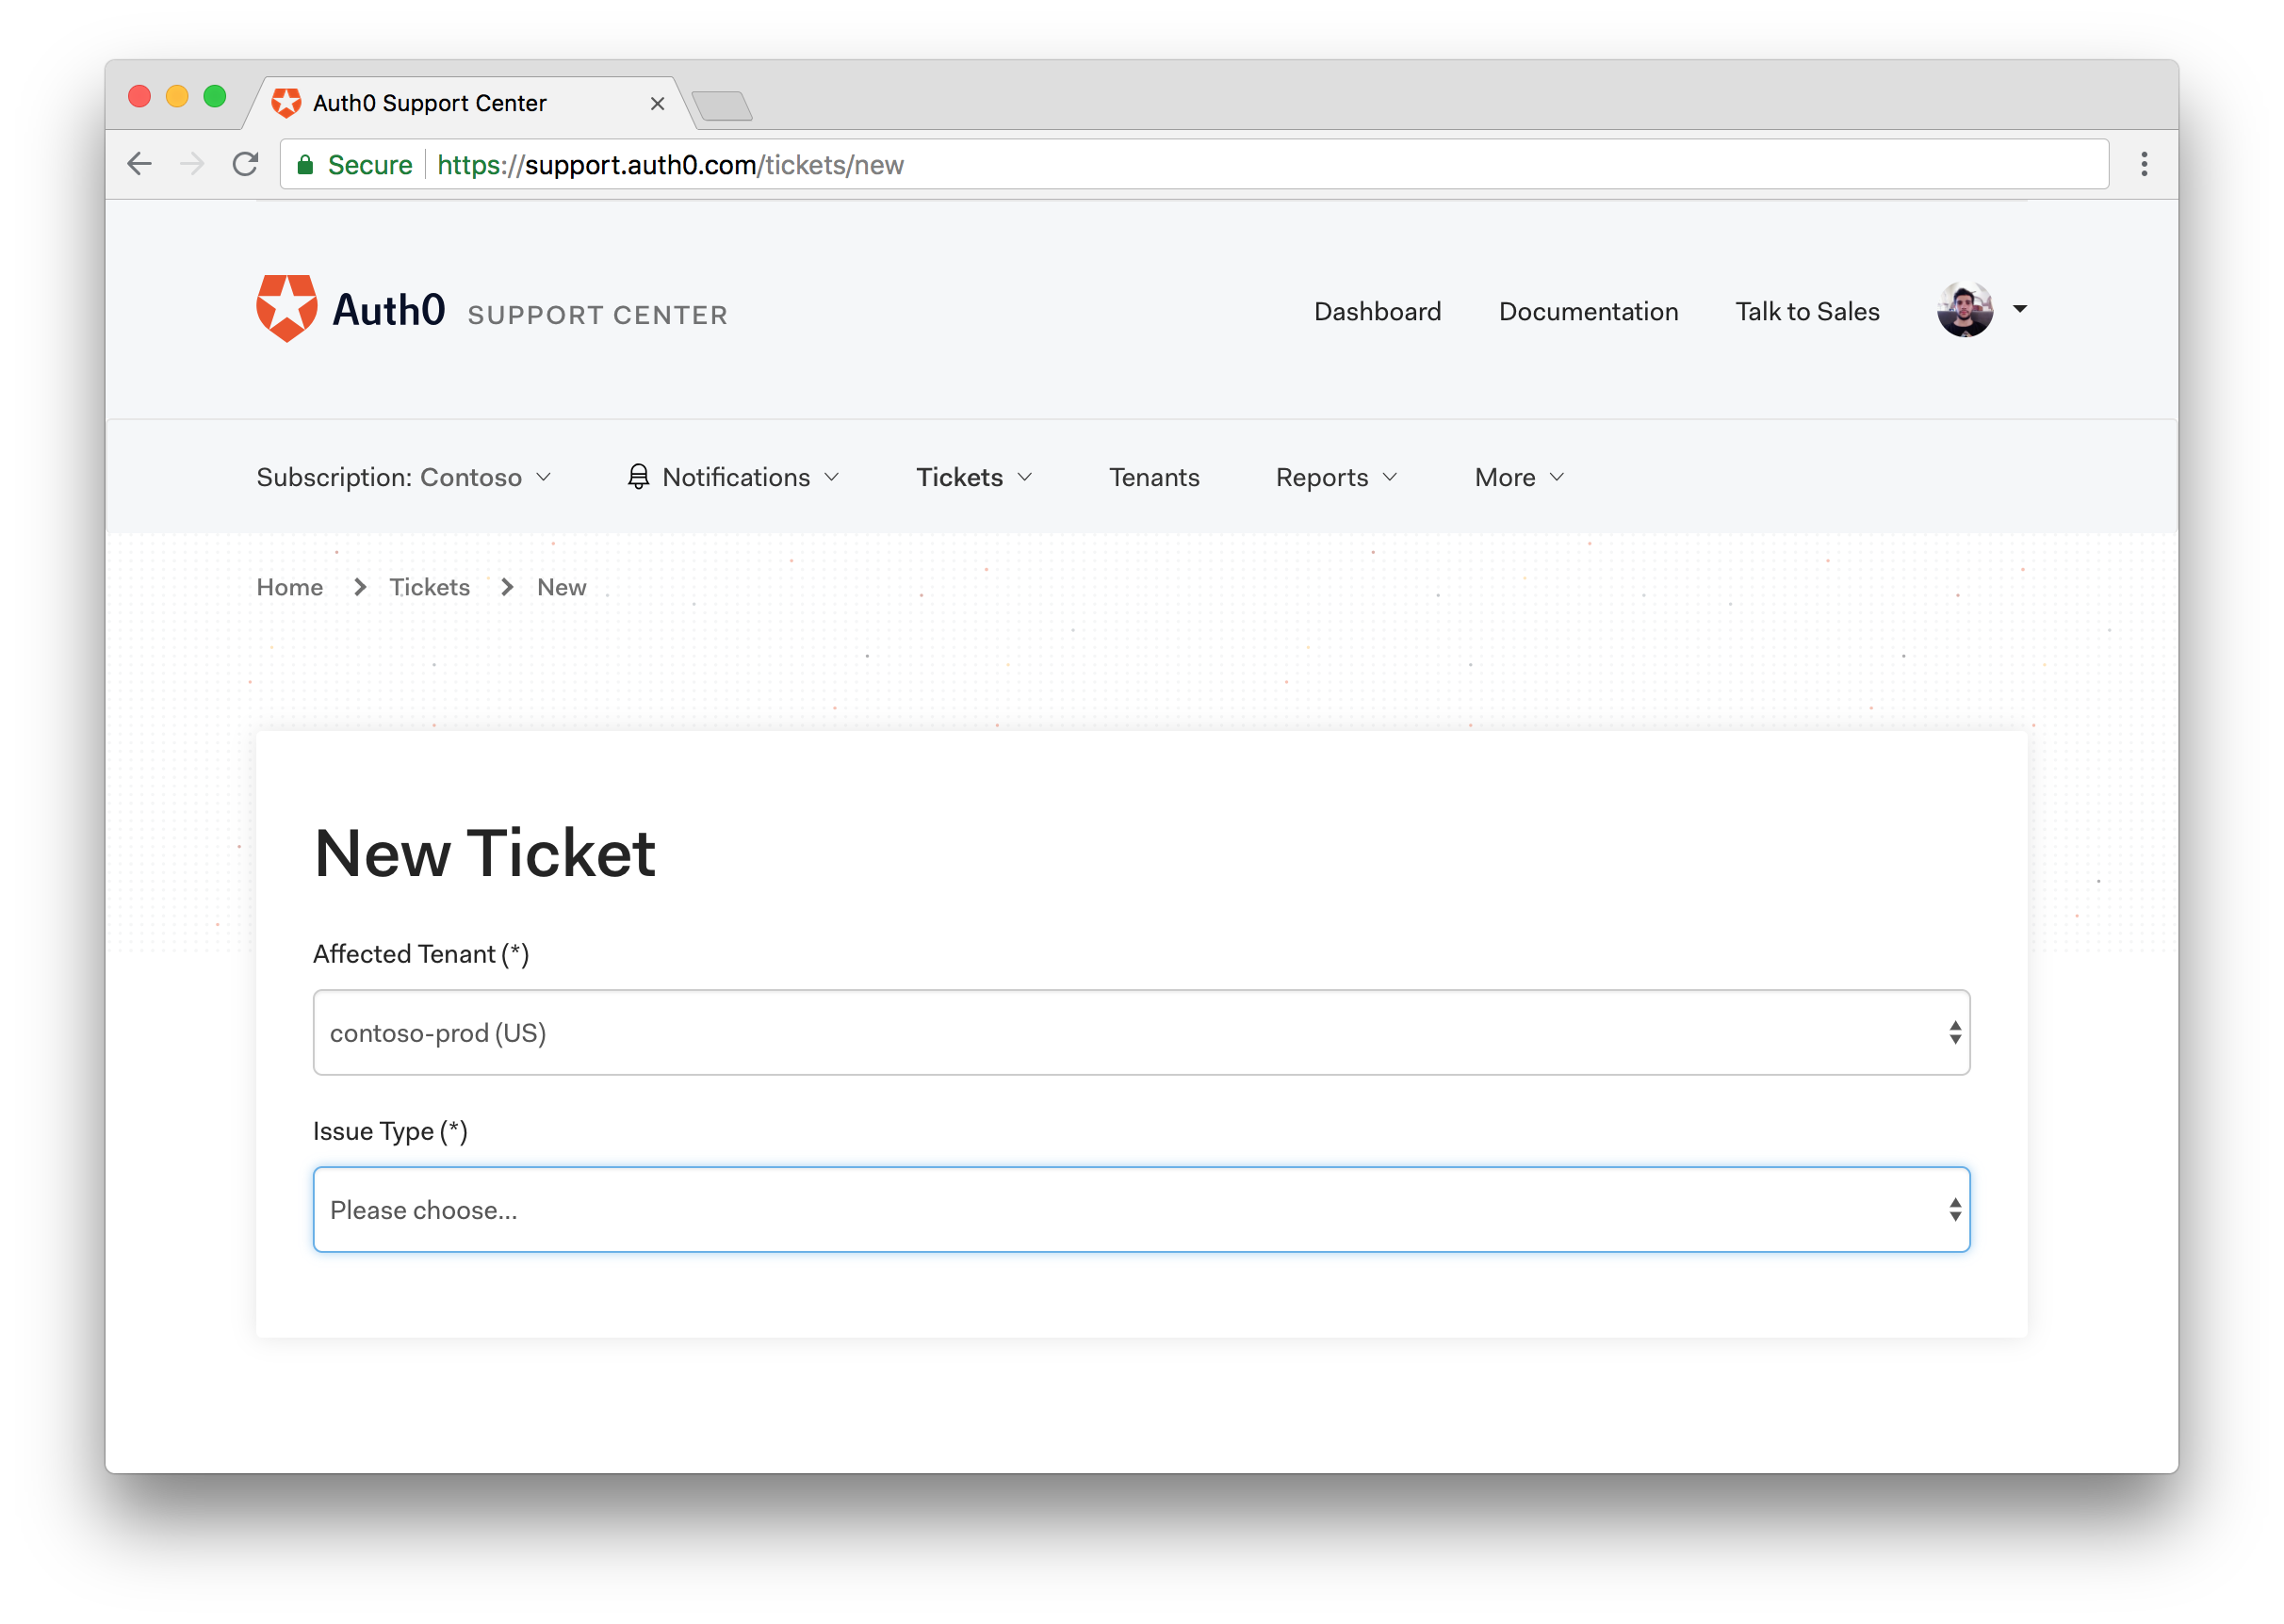 Auth0 Support Center
Secure https://support.auth0.com/tickets/new
Auth0 SUPPORT CENTER Dashboard Documentation Talk to Sales
Subscription: Contoso Notifications Tickets Tenants Reports More
Home Tickets New
New Ticket
Affected Tenant (*)
contoso-prod (US)
Issue Type (*)
Please choose...